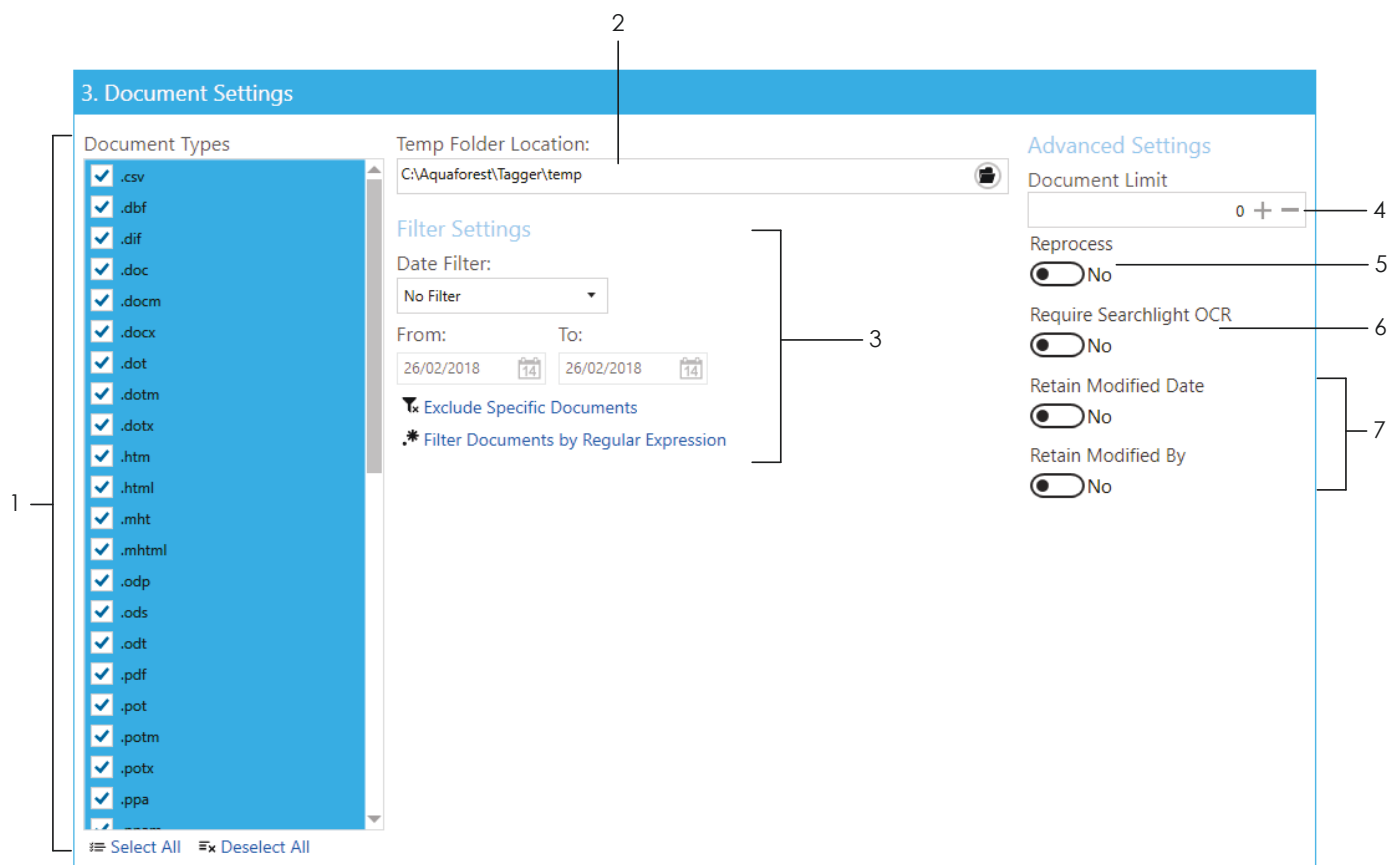 2
3. Document Settings
Document Types
.csv
.dbf
.dif
.doc
.docm
.docx
.dot
.dotm
.dotx
.htm
.html
.mht
.mhtml
.odp
.ods
.odt
.pdf
.pot
.potm
.potx
.ppa
Select All Deselect All
1
Temp Folder Location:
C:\Aquaforest\Tagger\temp
Filter Settings
Date Filter:
No Filter
From: To:
26/02/2018 14 26/02/2018 14
Exclude Specific Documents
.* Filter Documents by Regular Expression
3
Advanced Settings
Document Limit
0 + − 4
Reprocess
No 5
Require Searchlight OCR
No 6
Retain Modified Date
No
Retain Modified By
No
7